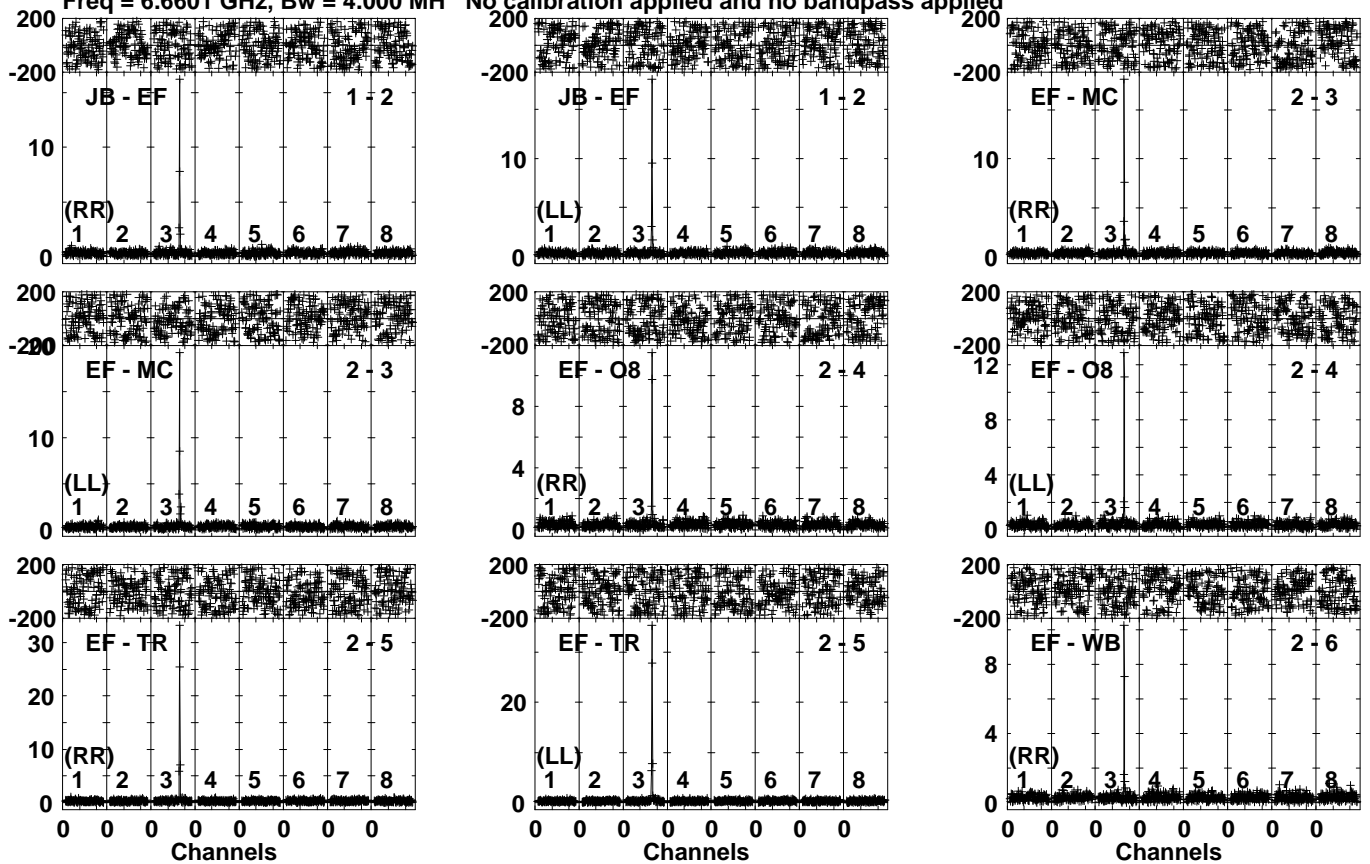 Freq = 6.6601 GHz, Bw = 4.000 MH No calibration applied and no bandpass applied
200 200 200
-200 -200 -200
JB - EF 1 - 2 JB - EF 1 - 2 EF - MC 2 - 3
10 10 10
(RR) (LL) (RR)
1 2 3 4 5 6 7 8 1 2 3 4 5 6 7 8 1 2 3 4 5 6 7 8
0 0 0
200 200 200
-200 -200 -200
20
EF - MC 2 - 3 EF - O8 2 - 4 EF - O8 2 - 4
12
10 8 8
4 4
(LL) (RR) (LL)
1 2 3 4 5 6 7 8 1 2 3 4 5 6 7 8 1 2 3 4 5 6 7 8
0 0 0
200 200 200
-200 -200 -200
30 EF - TR 2 - 5 EF - TR 2 - 5 EF - WB 2 - 6
8
20 20
4
10
(RR) (LL) (RR)
1 2 3 4 5 6 7 8 1 2 3 4 5 6 7 8 1 2 3 4 5 6 7 8
0 0 0
0 0 0 0 0 0 0 0 0 0 0 0 0 0 0 0 0 0 0 0 0 0 0 0
Channels Channels Channels